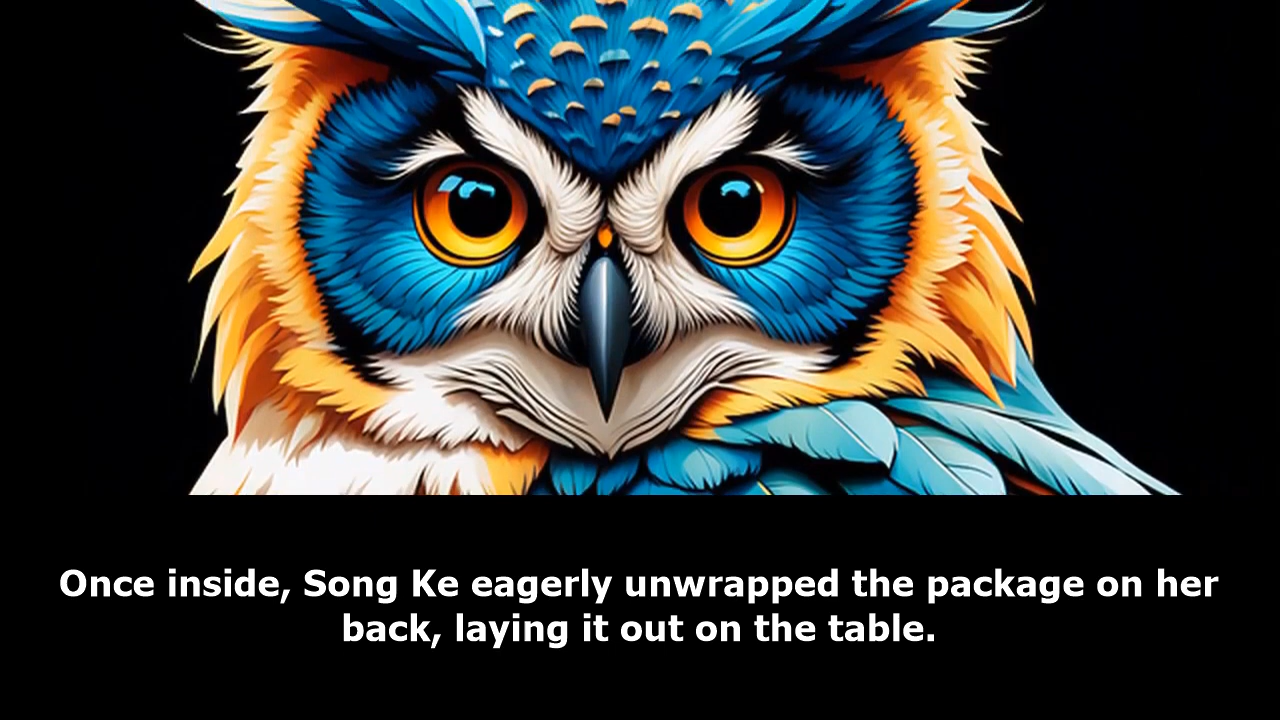 Once inside, Song Ke eagerly unwrapped the package on her
back, laying it out on the table.